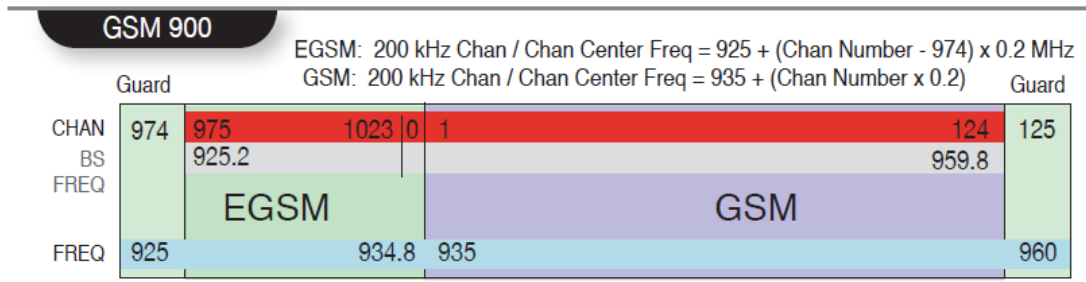 GSM 900
EGSM: 200 kHz Chan / Chan Center Freq = 925 + (Chan Number - 974) x 0.2 MHz
GSM: 200 kHz Chan / Chan Center Freq = 935 + (Chan Number x 0.2)
Guard Guard
CHAN 974 975 1023 0 1 124 125
BS 925.2 959.8
FREQ
EGSM GSM
FREQ 925 934.8 935 960